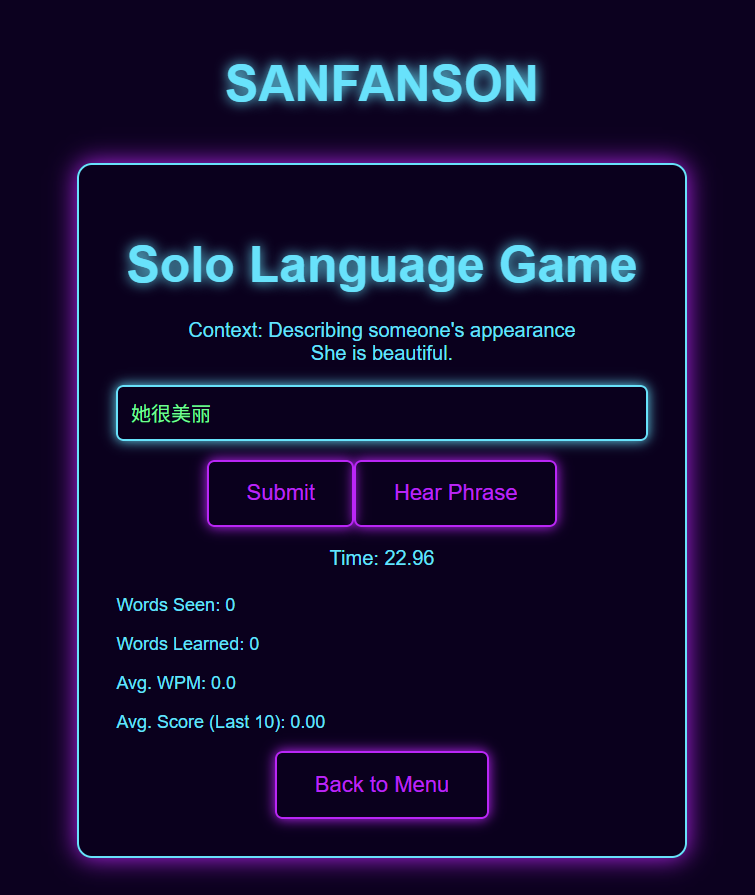 SANFANSON
Solo Language Game
Context: Describing someone's appearance
She is beautiful.
她很美丽
Submit
Hear Phrase
Time: 22.96
Words Seen: 0
Words Learned: 0
Avg. WPM: 0.0
Avg. Score (Last 10): 0.00
Back to Menu